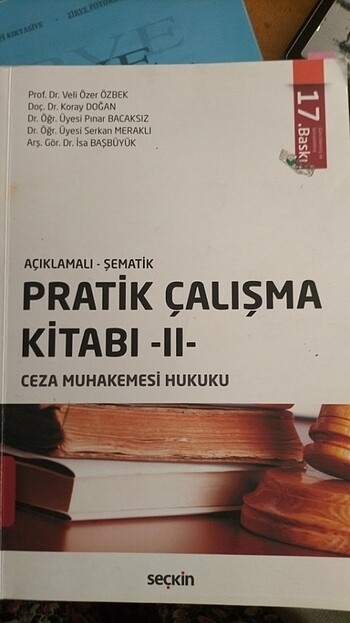 Prof. Dr. Veli Özer ÖZBEK
Doç. Dr. Koray DOĞAN
Dr. Öğr. Üyesi Pınar BACAKSIZ
Dr. Öğr. Üyesi Serkan MERAKLI
Arş. Gör. Dr. İsa BAŞBÜYÜK
17.Baskı
AÇIKLAMALI - ŞEMATİK
PRATİK ÇALIŞMA
KİTABI -II-
CEZA MUHAKEMESİ HUKUKU
seçkin